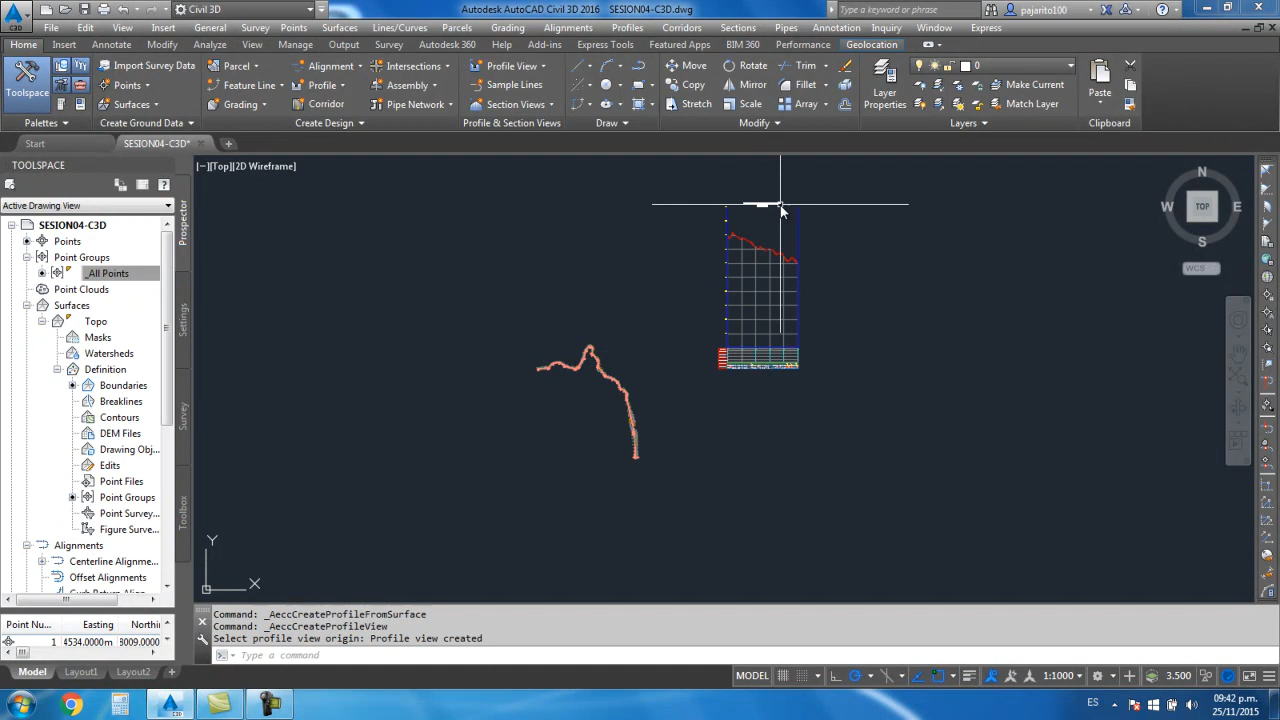 Civil 3D
Autodesk AutoCAD Civil 3D 2016 SESION04-C3D.dwg
Type a keyword or phrase
pajarito100
C3D
File Edit View Insert General Survey Points Surfaces Lines/Curves Parcels Grading Alignments Profiles Corridors Sections Pipes Annotation Inquiry Window Express
Home Insert Annotate Modify Analyze View Manage Output Survey Autodesk 360 Help Add-ins Express Tools Featured Apps BIM 360 Performance Geolocation
Toolspace
Import Survey Data
Points
Surfaces
Parcel
Feature Line
Grading
Alignment
Profile
Corridor
Intersections
Assembly
Pipe Network
Profile View
Sample Lines
Section Views
Move
Copy
Stretch
Rotate
Mirror
Scale
Trim
Fillet
Array
Layer Properties
0
Make Current
Match Layer
Paste
Palettes Create Ground Data Create Design Profile & Section Views Draw Modify Layers Clipboard
Start SESION04-C3D*
TOOLSPACE
Active Drawing View
SESION04-C3D
Points
Point Groups
_All Points
Point Clouds
Surfaces
Topo
Masks
Watersheds
Definition
Boundaries
Breaklines
Contours
DEM Files
Drawing Obj...
Edits
Point Files
Point Groups
Point Survey...
Figure Surve...
Alignments
Centerline Alignme...
Offset Alignments
Prospector
Settings
Survey
Toolbox
Point Nu... Easting Northi
1 4534.0000m 8009.0000m
[−][Top][2D Wireframe]
N
W TOP E
S
WCS
Y
X
Command: _AeccCreateProfileFromSurface
Command: _AeccCreateProfileView
Select profile view origin: Profile view created
Type a command
Model Layout1 Layout2 +
MODEL 1:1000 3.500
ES
09:42 p.m.
25/11/2015